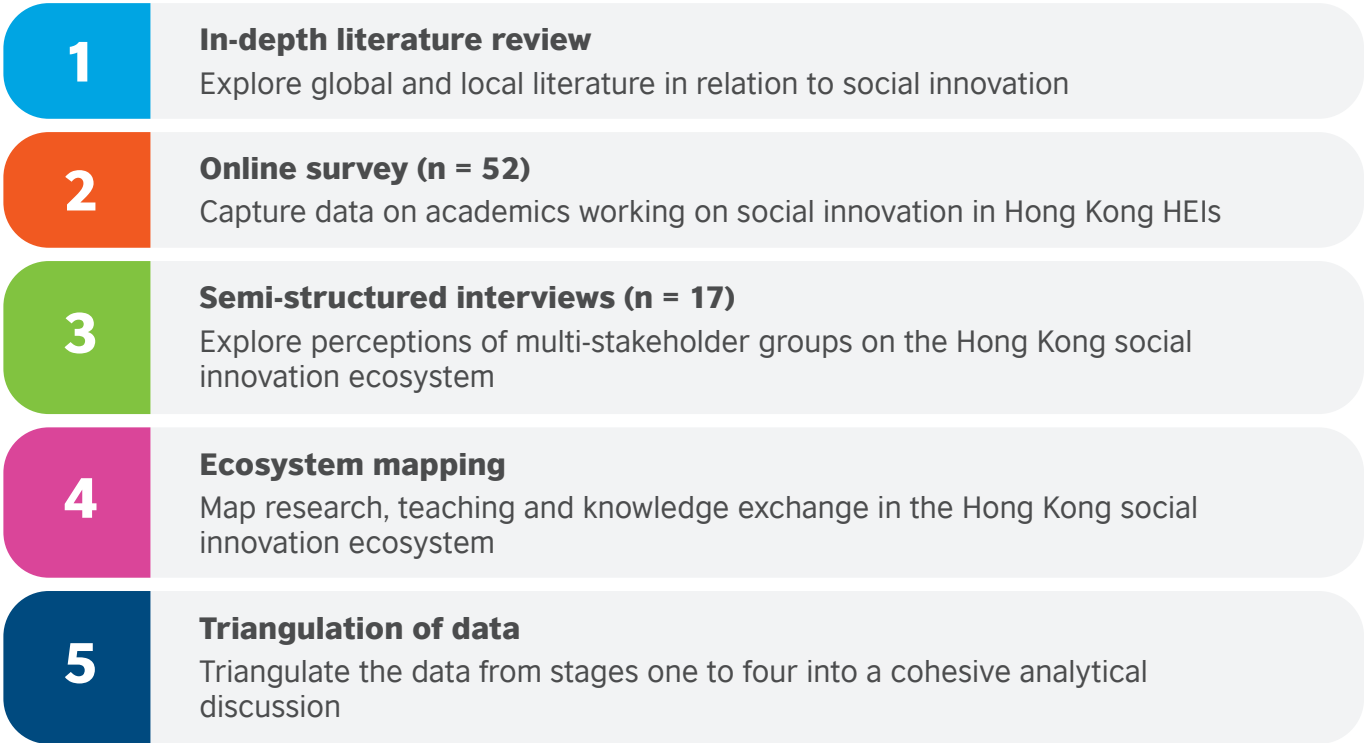 1
In-depth literature review
Explore global and local literature in relation to social innovation
2
Online survey (n = 52)
Capture data on academics working on social innovation in Hong Kong HEIs
3
Semi-structured interviews (n = 17)
Explore perceptions of multi-stakeholder groups on the Hong Kong social
innovation ecosystem
4
Ecosystem mapping
Map research, teaching and knowledge exchange in the Hong Kong social
innovation ecosystem
5
Triangulation of data
Triangulate the data from stages one to four into a cohesive analytical
discussion